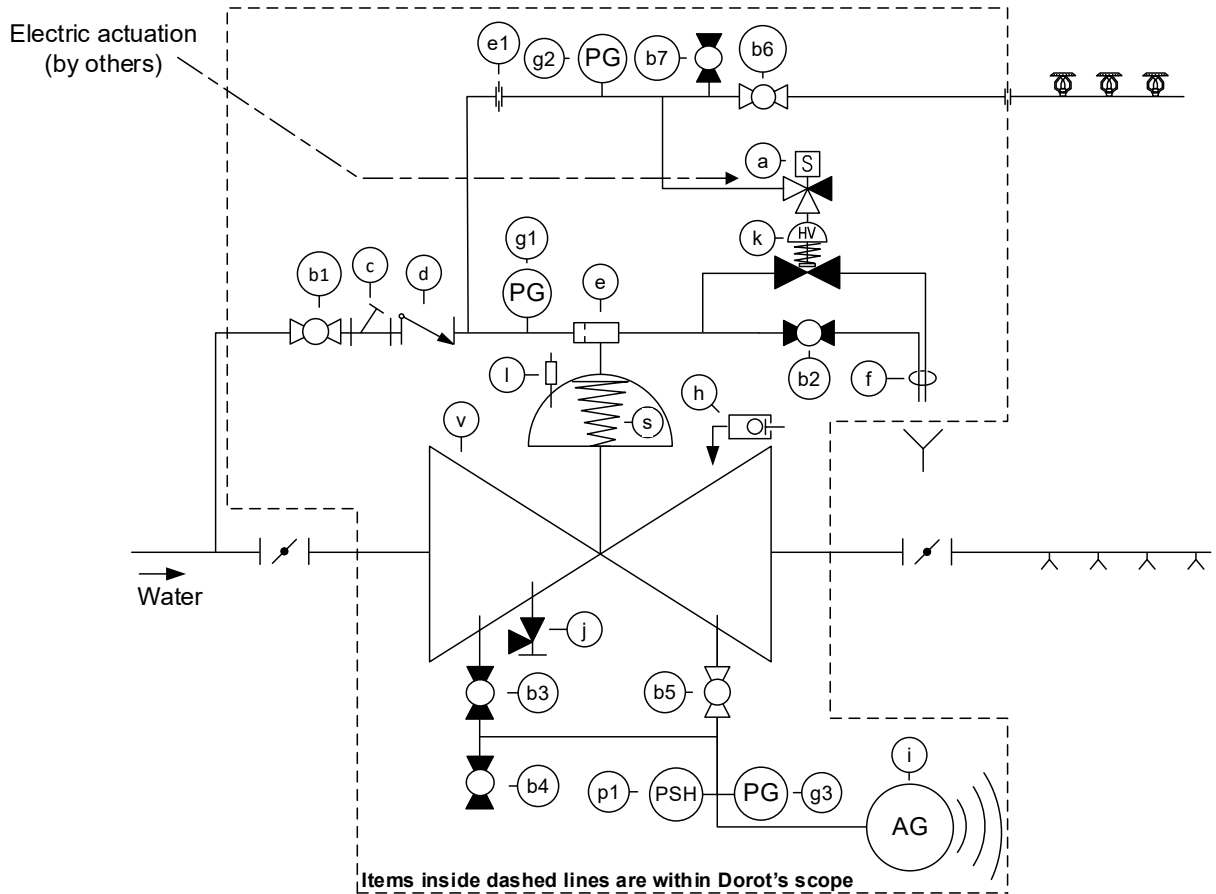 Electric actuation
(by others)
e1
g2
PG
b7
b6
a
S
k
HV
g1
PG
b1
c
d
e
b2
f
l
s
h
v
Water
j
b3
b5
b4
p1
PSH
PG
g3
i
AG
Items inside dashed lines are within Dorot's scope